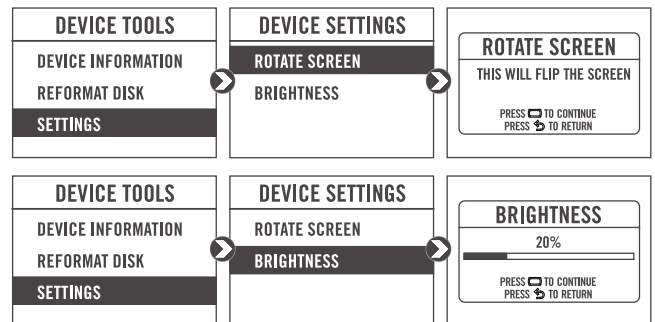 DEVICE TOOLS
DEVICE INFORMATION
REFORMAT DISK
SETTINGS
DEVICE SETTINGS
ROTATE SCREEN
BRIGHTNESS
ROTATE SCREEN
THIS WILL FLIP THE SCREEN
PRESS TO CONTINUE
PRESS TO RETURN
DEVICE TOOLS
DEVICE INFORMATION
REFORMAT DISK
SETTINGS
DEVICE SETTINGS
ROTATE SCREEN
BRIGHTNESS
BRIGHTNESS
20%
PRESS TO CONTINUE
PRESS TO RETURN